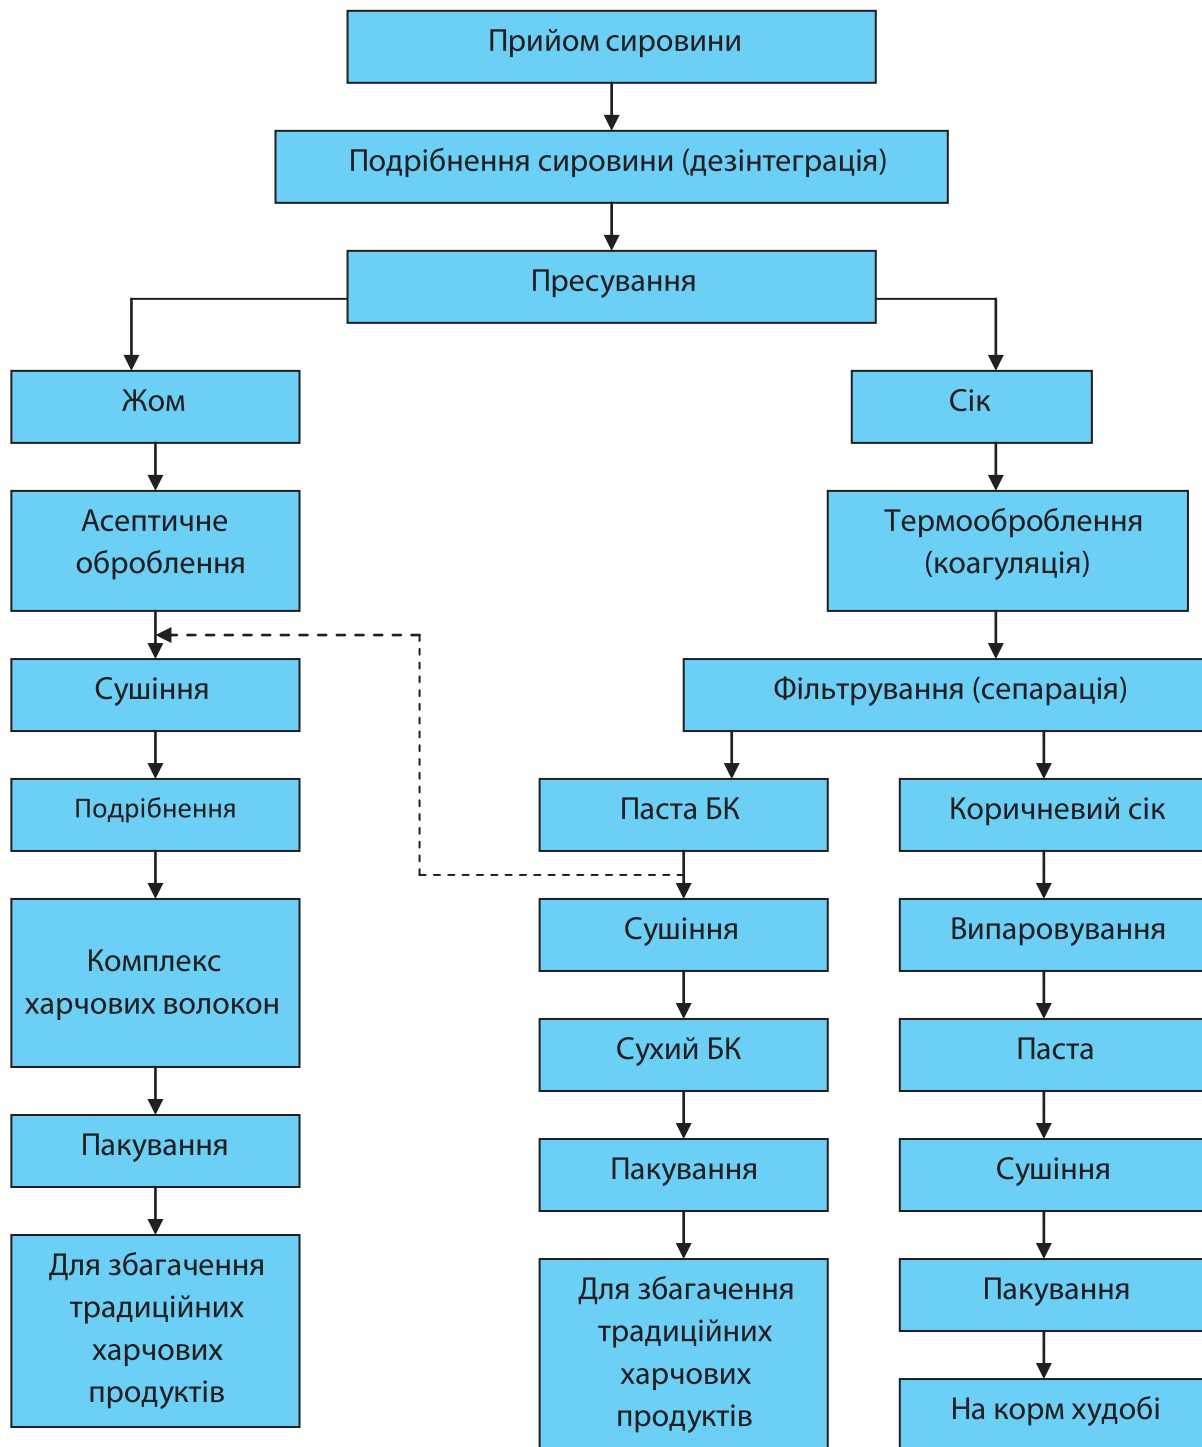 Прийом сировини
Подрібнення сировини (дезінтеграція)
Пресування
Жом
Сік
Асептичне
оброблення
Термооброблення
(коагуляція)
Сушіння
Фільтрування (сепарація)
Подрібнення
Паста БК
Коричневий сік
Комплекс
харчових волокон
Сушіння
Випаровування
Сухий БК
Паста
Пакування
Пакування
Сушіння
Для збагачення
традиційних
харчових
продуктів
Для збагачення
традиційних
харчових
продуктів
Пакування
На корм худобі